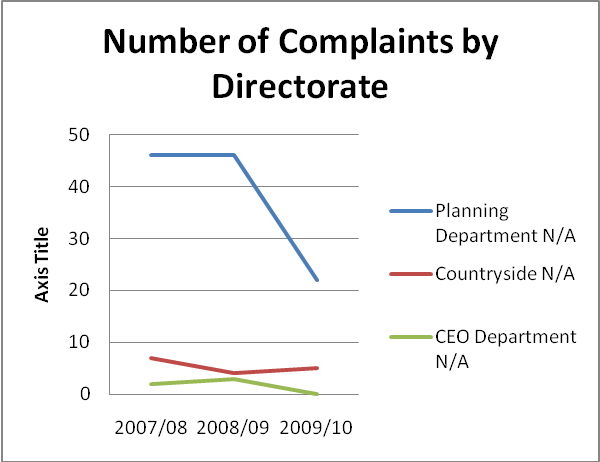 Number of Complaints by
Directorate
50
40
30
20
10
0
Axis Title
2007/08 2008/09 2009/10
Planning
Department N/A
Countryside N/A
CEO Department
N/A